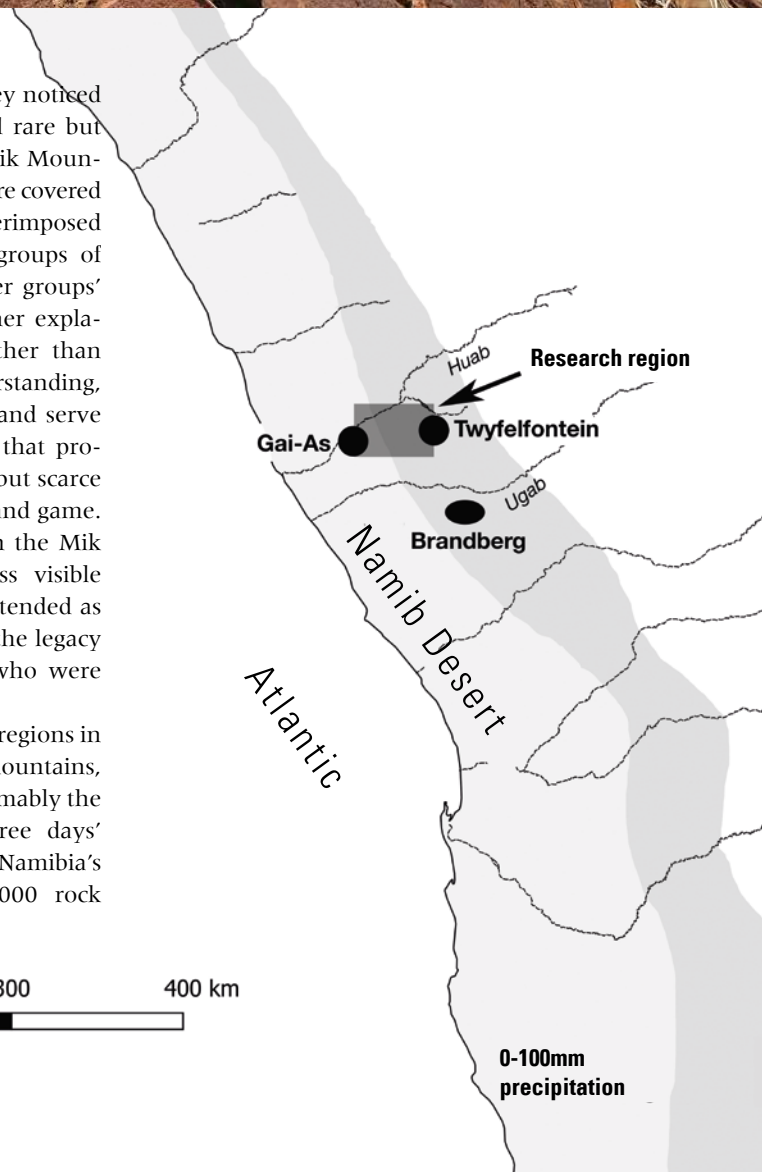 ey noticed
l rare but
ik Moun-
re covered
erimposed
groups of
er groups'
her expla-
ther than
rstanding,
and serve
that pro-
out scarce
and game.
n the Mik
ss visible
tended as
the legacy
who were
regions in
ountains,
mably the
ree days'
Namibia's
000 rock
300 400 km
Huab
Research region
Gai-As
Twyfelfontein
Ugab
Brandberg
Namib Desert
Atlantic
0-100mm
precipitation